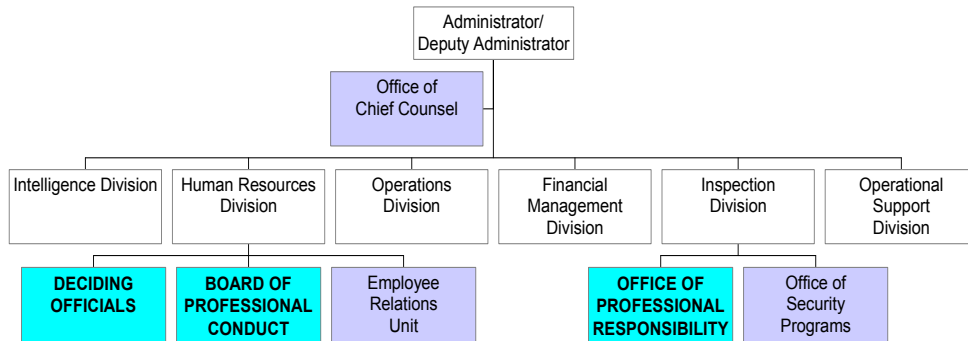 Administrator/
Deputy Administrator
Office of
Chief Counsel
Intelligence Division
Human Resources
Division
Operations
Division
Financial
Management
Division
Inspection
Division
Operational
Support
Division
DECIDING
OFFICIALS
BOARD OF
PROFESSIONAL
CONDUCT
Employee
Relations
Unit
OFFICE OF
PROFESSIONAL
RESPONSIBILITY
Office of
Security
Programs